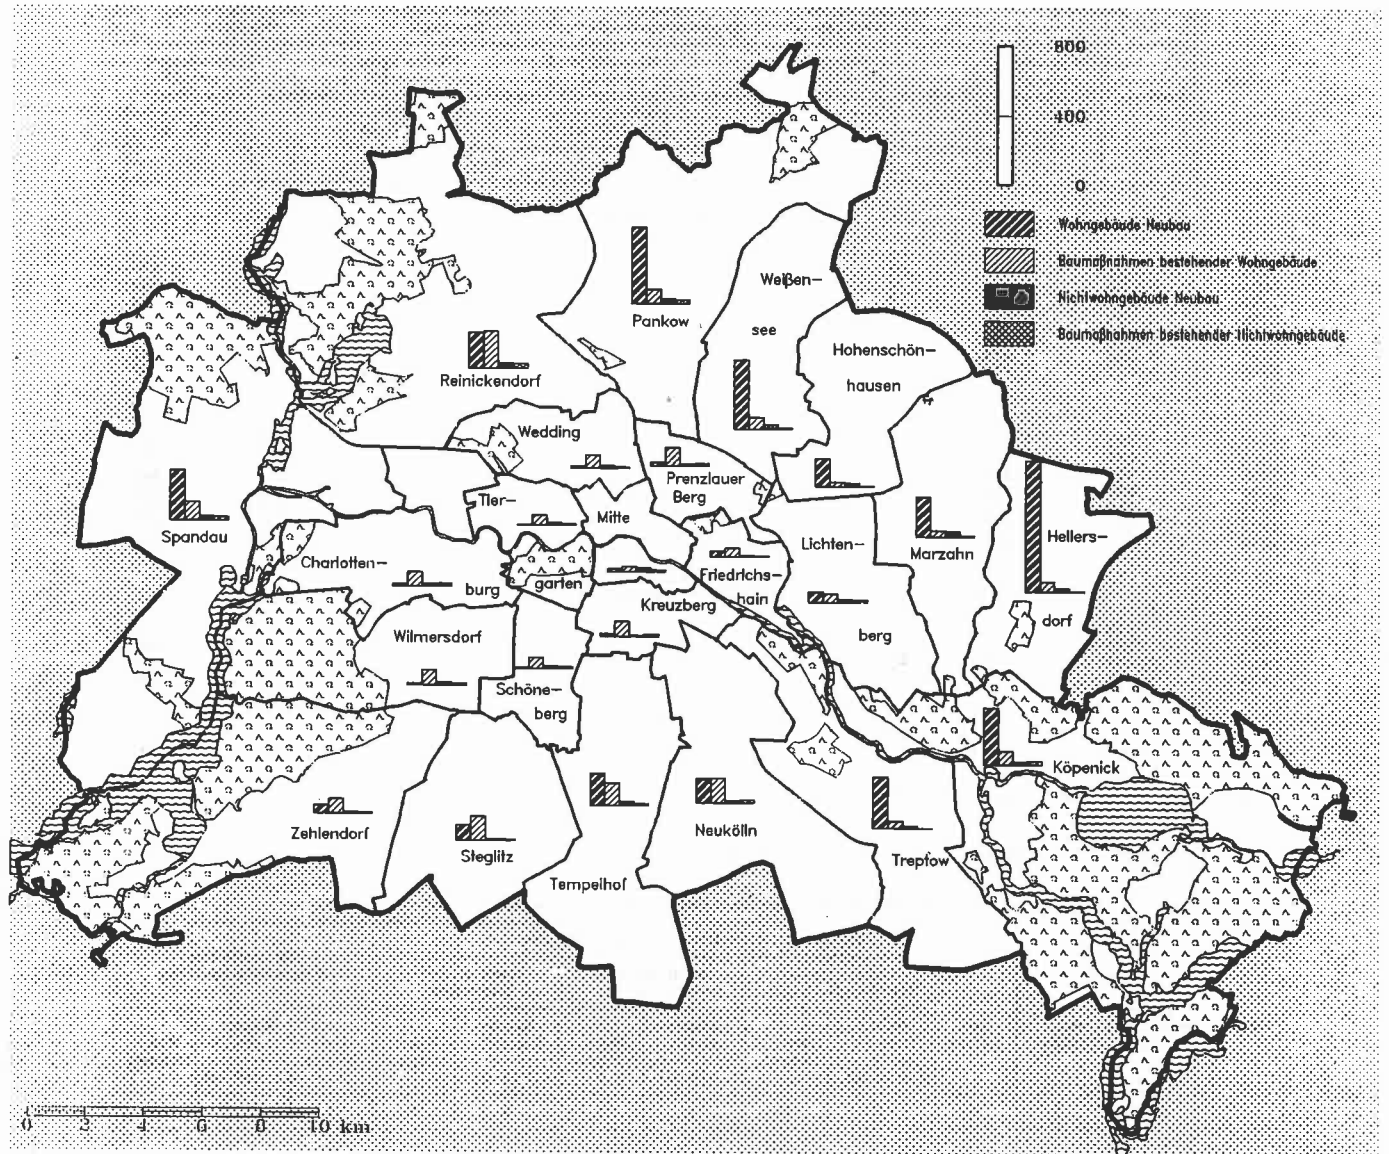 800
400
0
Wohngebäude Neubau
Baumaßnahmen bestehender Wohngebäude
Nichtwohngebäude Neubau
Baumaßnahmen bestehender Nichtwohngebäude
Weißen-
see
Pankow
Hohenschön-
hausen
Reinickendorf
Wedding
Prenzlauer
Berg
Tier-
garten
Mitte
Spandau
Charlotten-
burg
Lichten-
berg
Marzahn
Hellers-
dorf
Friedrichs-
hain
Kreuzberg
Wilmersdorf
Schöne-
berg
Köpenick
Zehlendorf
Steglitz
Tempelhof
Neukölln
Treptow
0 2 4 6 8 10 km